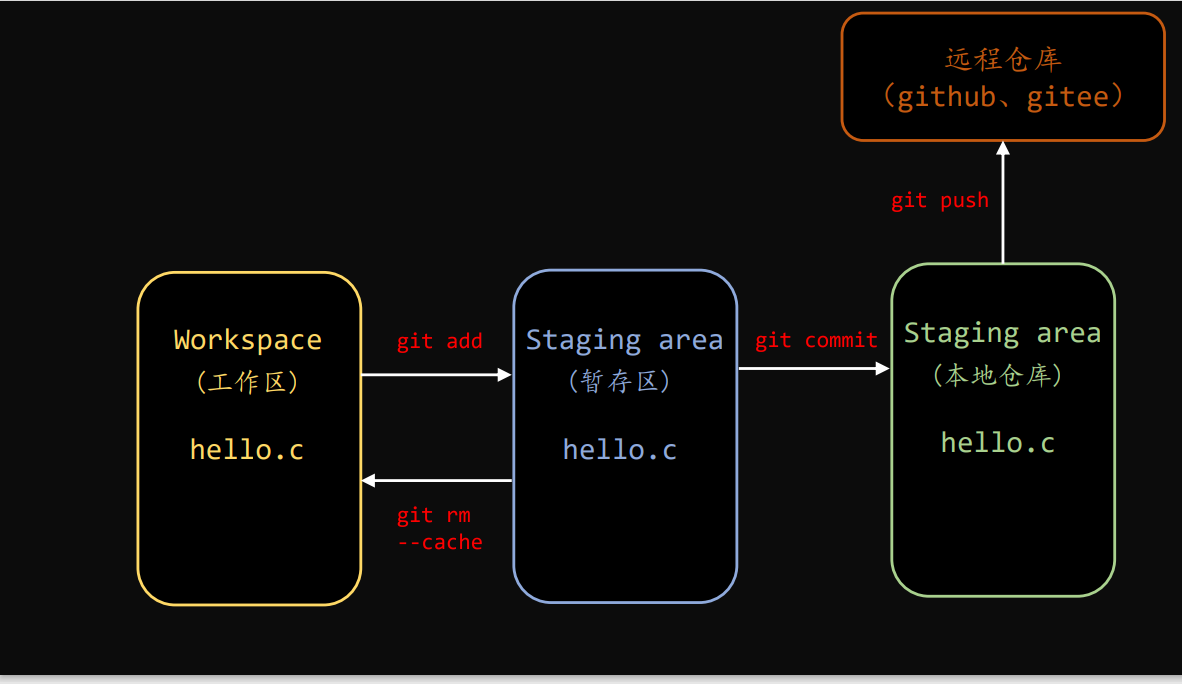 远程仓库
（github、gitee）
git push
Workspace
（工作区）
hello.c
git add
git rm
--cache
Staging area
（暂存区）
hello.c
git commit
Staging area
（本地仓库）
hello.c